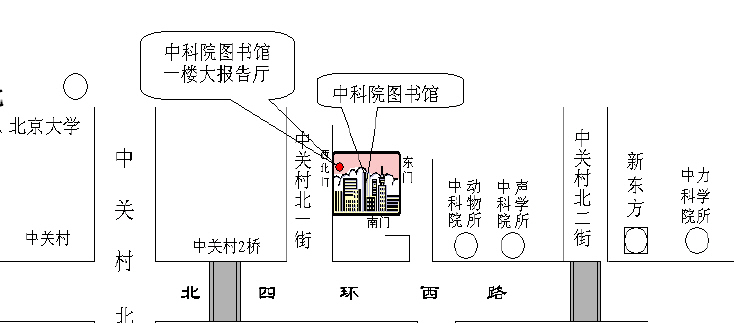 中科院图书馆
一楼大报告厅
中科院图书馆
北京大学
中关村北
中关村
中关村2桥
中关村北一街
西北门
东门
南门
中科院
动物所
中科院
声学所
中关村北二街
新东方
中科院
力学所
北四环西路